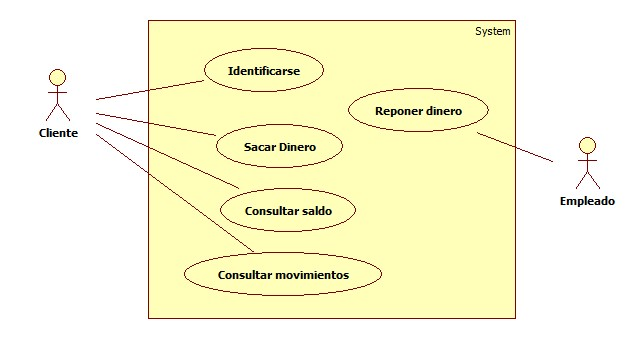 System
Identificarse
Reponer dinero
Cliente
Sacar Dinero
Empleado
Consultar saldo
Consultar movimientos